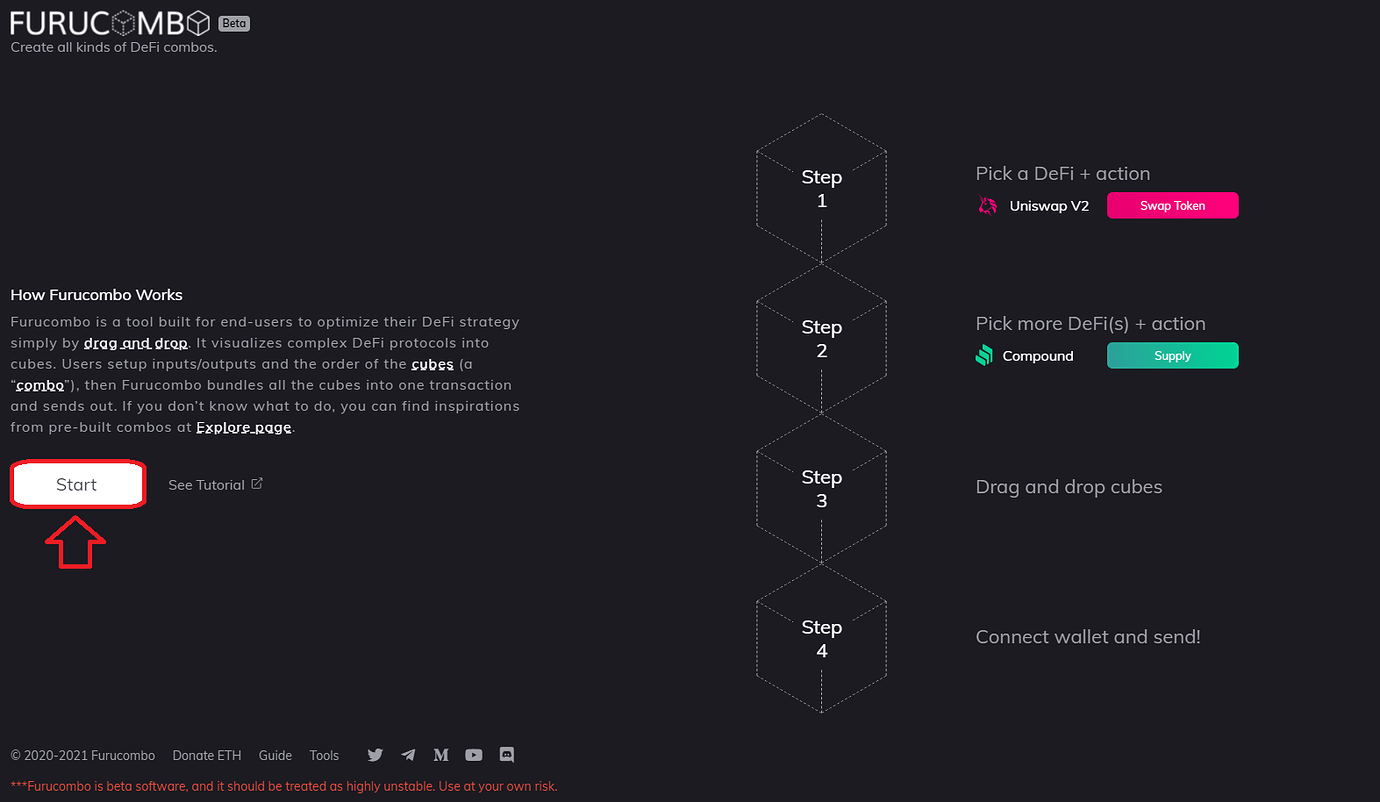 FURUCOMBO Beta
Create all kinds of DeFi combos.
How Furucombo Works
Furucombo is a tool built for end-users to optimize their DeFi strategy
simply by drag and drop. It visualizes complex DeFi protocols into
cubes. Users setup inputs/outputs and the order of the cubes (a
“combo”), then Furucombo bundles all the cubes into one transaction
and sends out. If you don’t know what to do, you can find inspirations
from pre-built combos at Explore page.
Start
See Tutorial
Step
1
Pick a DeFi + action
Uniswap V2
Swap Token
Step
2
Pick more DeFi(s) + action
Compound
Supply
Step
3
Drag and drop cubes
Step
4
Connect wallet and send!
© 2020-2021 Furucombo Donate ETH Guide Tools
***Furucombo is beta software, and it should be treated as highly unstable. Use at your own risk.